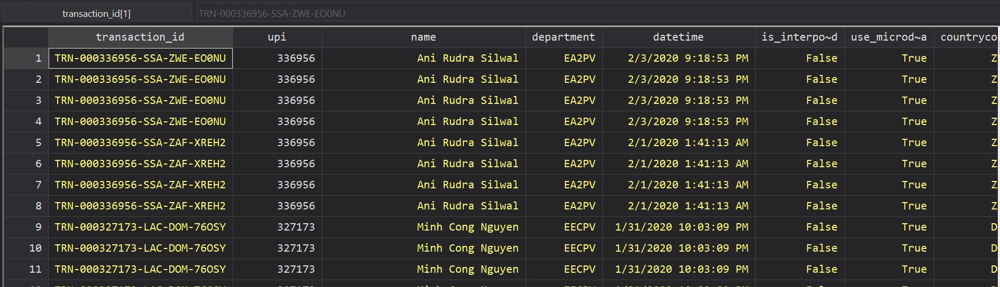 transaction_id[1] TRN-000336956-SSA-ZWE-EO0NU
transaction_id upi name department datetime is_interpo~d use_microd~a countryco
1 TRN-000336956-SSA-ZWE-EO0NU 336956 Ani Rudra Silwal EA2PV 2/3/2020 9:18:53 PM False True Z
2 TRN-000336956-SSA-ZWE-EO0NU 336956 Ani Rudra Silwal EA2PV 2/3/2020 9:18:53 PM False True Z
3 TRN-000336956-SSA-ZWE-EO0NU 336956 Ani Rudra Silwal EA2PV 2/3/2020 9:18:53 PM False True Z
4 TRN-000336956-SSA-ZWE-EO0NU 336956 Ani Rudra Silwal EA2PV 2/3/2020 9:18:53 PM False True Z
5 TRN-000336956-SSA-ZAF-XREH2 336956 Ani Rudra Silwal EA2PV 2/1/2020 1:41:13 AM False True Z
6 TRN-000336956-SSA-ZAF-XREH2 336956 Ani Rudra Silwal EA2PV 2/1/2020 1:41:13 AM False True Z
7 TRN-000336956-SSA-ZAF-XREH2 336956 Ani Rudra Silwal EA2PV 2/1/2020 1:41:13 AM False True Z
8 TRN-000336956-SSA-ZAF-XREH2 336956 Ani Rudra Silwal EA2PV 2/1/2020 1:41:13 AM False True Z
9 TRN-000327173-LAC-DOM-76OSY 327173 Minh Cong Nguyen EECPV 1/31/2020 10:03:09 PM False True D
10 TRN-000327173-LAC-DOM-76OSY 327173 Minh Cong Nguyen EECPV 1/31/2020 10:03:09 PM False True D
11 TRN-000327173-LAC-DOM-76OSY 327173 Minh Cong Nguyen EECPV 1/31/2020 10:03:09 PM False True D